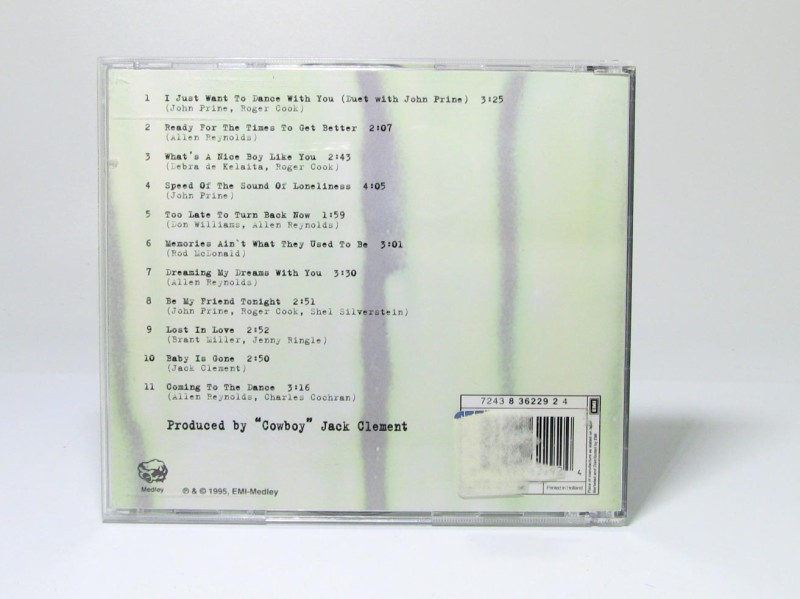 1 I Just Want To Dance With You (Duet with John Prine) 3:25
(John Prine, Roger Cook)
2 Ready For The Times To Get Better 2:07
(Allen Reynolds)
3 What's A Nice Boy Like You 2:43
(Debra de Kelaita, Roger Cook)
4 Speed Of The Sound Of Loneliness 4:05
(John Prine)
5 Too Late To Turn Back Now 1:59
(Don Williams, Allen Reynolds)
6 Memories Ain't What They Used To Be 3:01
(Rod McDonald)
7 Dreaming My Dreams With You 3:30
(Allen Reynolds)
8 Be My Friend Tonight 2:51
(John Prine, Roger Cook, Shel Silverstein)
9 Lost In Love 2:52
(Brant Miller, Jenny Ringle)
10 Baby Is Gone 2:50
(Jack Clement)
11 Coming To The Dance 3:16
(Allen Reynolds, Charles Cochran)
Produced by "Cowboy" Jack Clement
Medley
℗ & © 1995, EMI-Medley
7243 8 36229 2 4
EMI
4
Printed in Holland